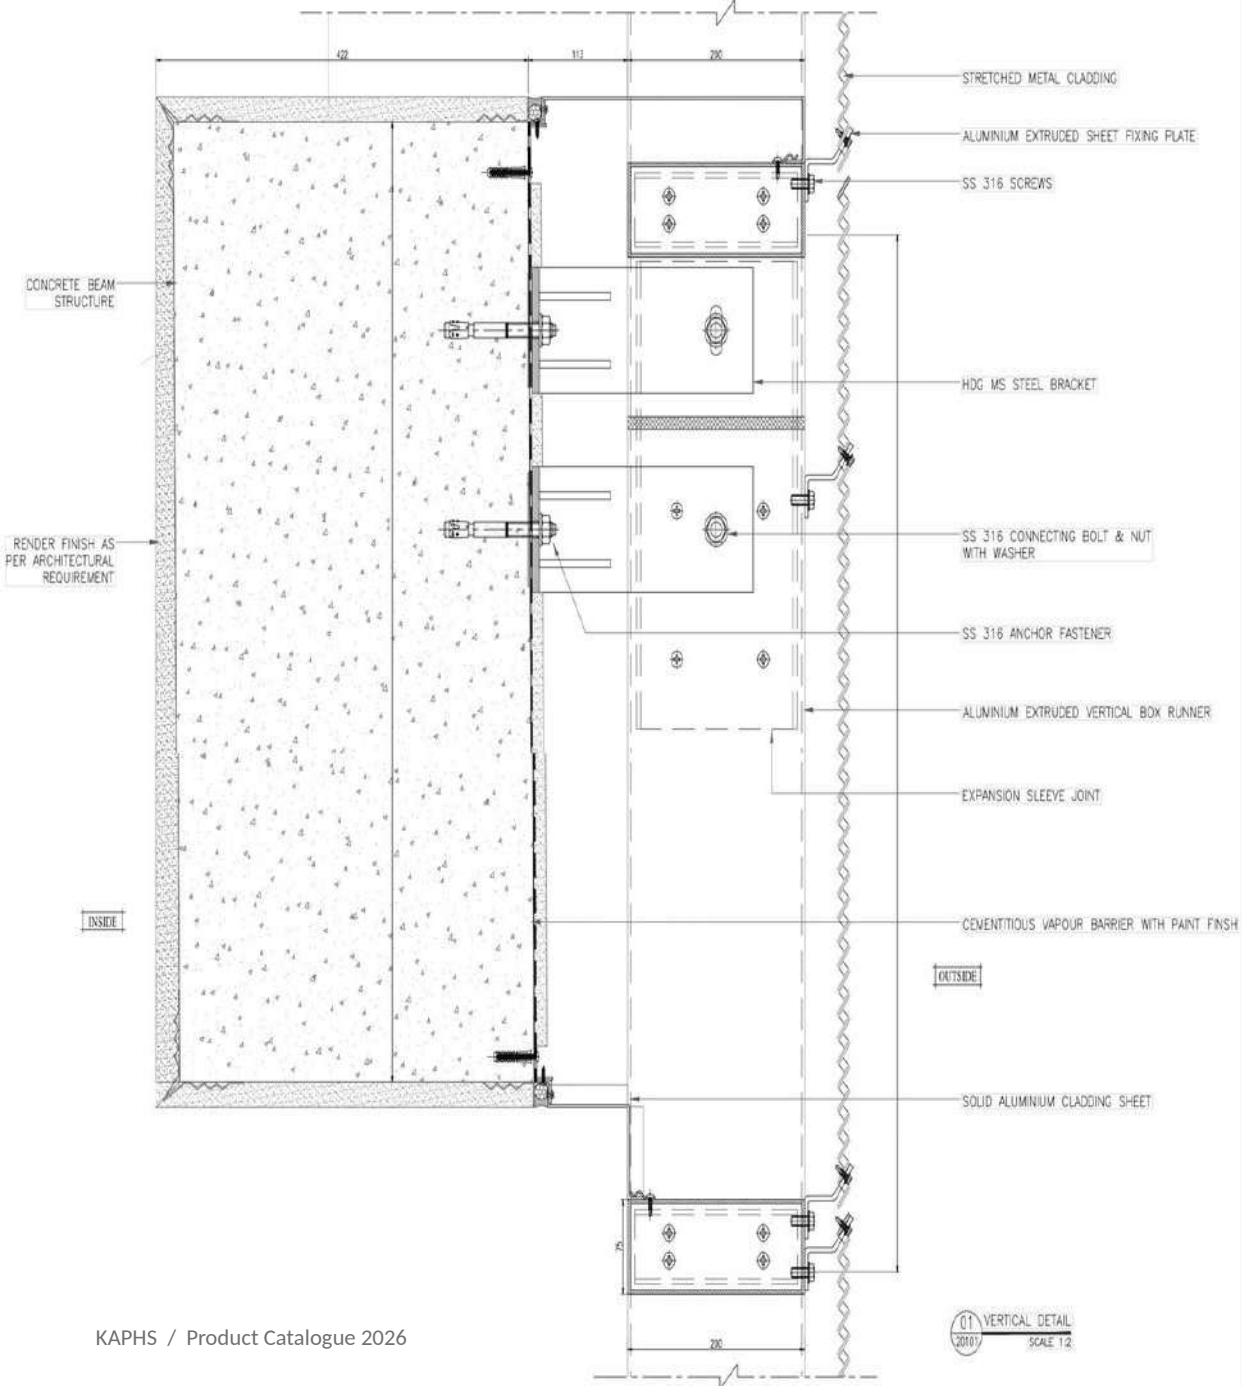 422
113
200
STRETCHED METAL CLADDING
ALUMINIUM EXTRUDED SHEET FIXING PLATE
SS 316 SCREWS
CONCRETE BEAM
STRUCTURE
HDG MS STEEL BRACKET
RENDER FINISH AS
PER ARCHITECTURAL
REQUIREMENT
SS 316 CONNECTING BOLT & NUT
WITH WASHER
SS 316 ANCHOR FASTENER
ALUMINIUM EXTRUDED VERTICAL BOX RUNNER
EXPANSION SLEEVE JOINT
INSIDE
CEMENTITIOUS VAPOUR BARRIER WITH PAINT FINSH
OUTSIDE
SOLID ALUMINIUM CLADDING SHEET
75
200
KAPHS / Product Catalogue 2026
01
20101
VERTICAL DETAIL
SCALE 1:2